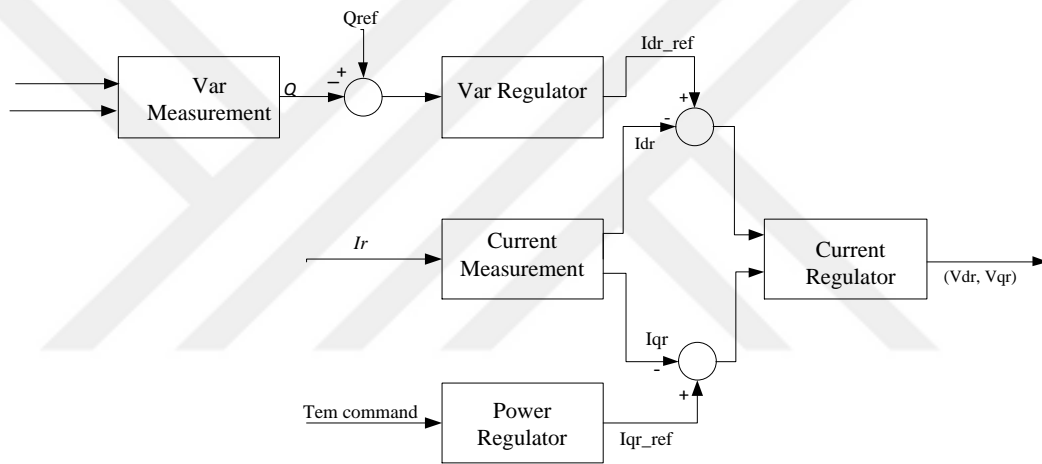 Qref
Var
Measurement
Q
– +
Var Regulator
Idr_ref
+
-
Idr
Ir
Current
Measurement
Current
Regulator
(Vdr, Vqr)
Iqr
-
+
Tem command
Power
Regulator
Iqr_ref